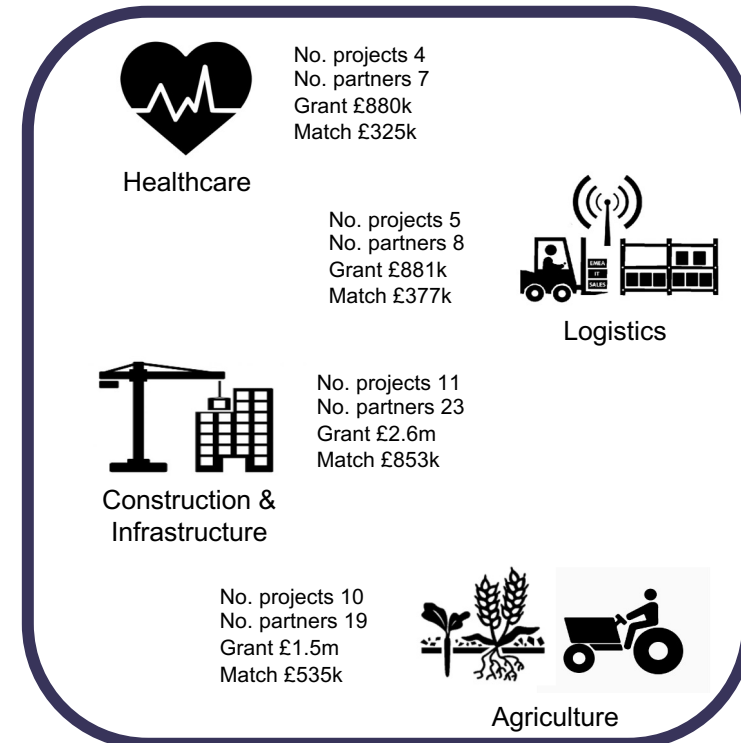 No. projects 4
No. partners 7
Grant £880k
Match £325k
Healthcare
No. projects 5
No. partners 8
Grant £881k
Match £377k
EMEA
IT
SALES
Logistics
No. projects 11
No. partners 23
Grant £2.6m
Match £853k
Construction &
Infrastructure
No. projects 10
No. partners 19
Grant £1.5m
Match £535k
Agriculture